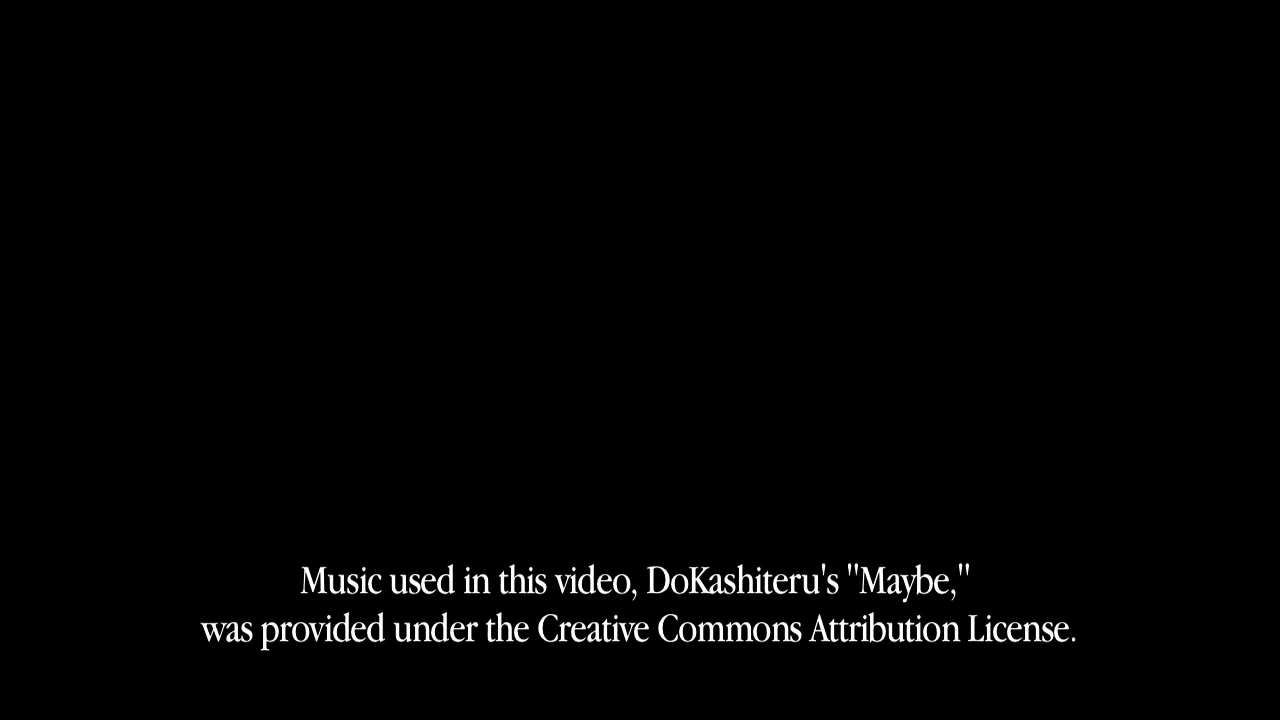 Music used in this video, DoKashiteru's "Maybe,"
was provided under the Creative Commons Attribution License.